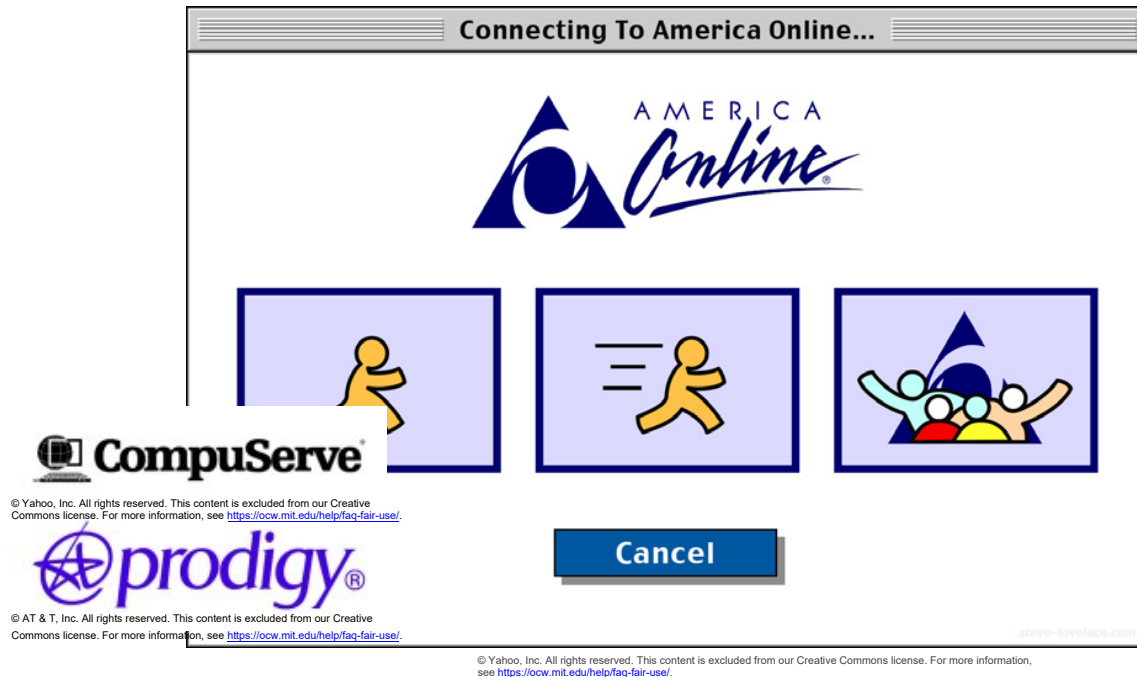 Connecting To America Online...
AMERICA
Online®
CompuServe®
© Yahoo, Inc. All rights reserved. This content is excluded from our Creative
Commons license. For more information, see https://ocw.mit.edu/help/faq-fair-use/.
prodigy®
© AT & T, Inc. All rights reserved. This content is excluded from our Creative
Commons license. For more information, see https://ocw.mit.edu/help/faq-fair-use/.
Cancel
steve-lovelace.com
© Yahoo, Inc. All rights reserved. This content is excluded from our Creative Commons license. For more information,
see https://ocw.mit.edu/help/faq-fair-use/.